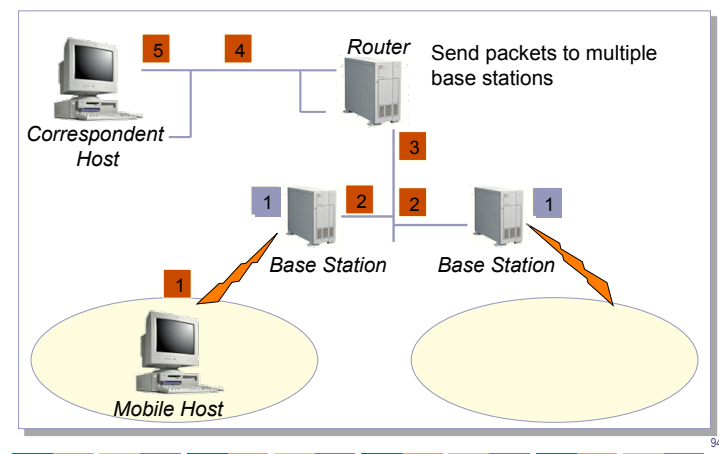 5
4
Router
Send packets to multiple
base stations
Correspondent
Host
3
1
2
2
1
Base Station
Base Station
1
Mobile Host
94